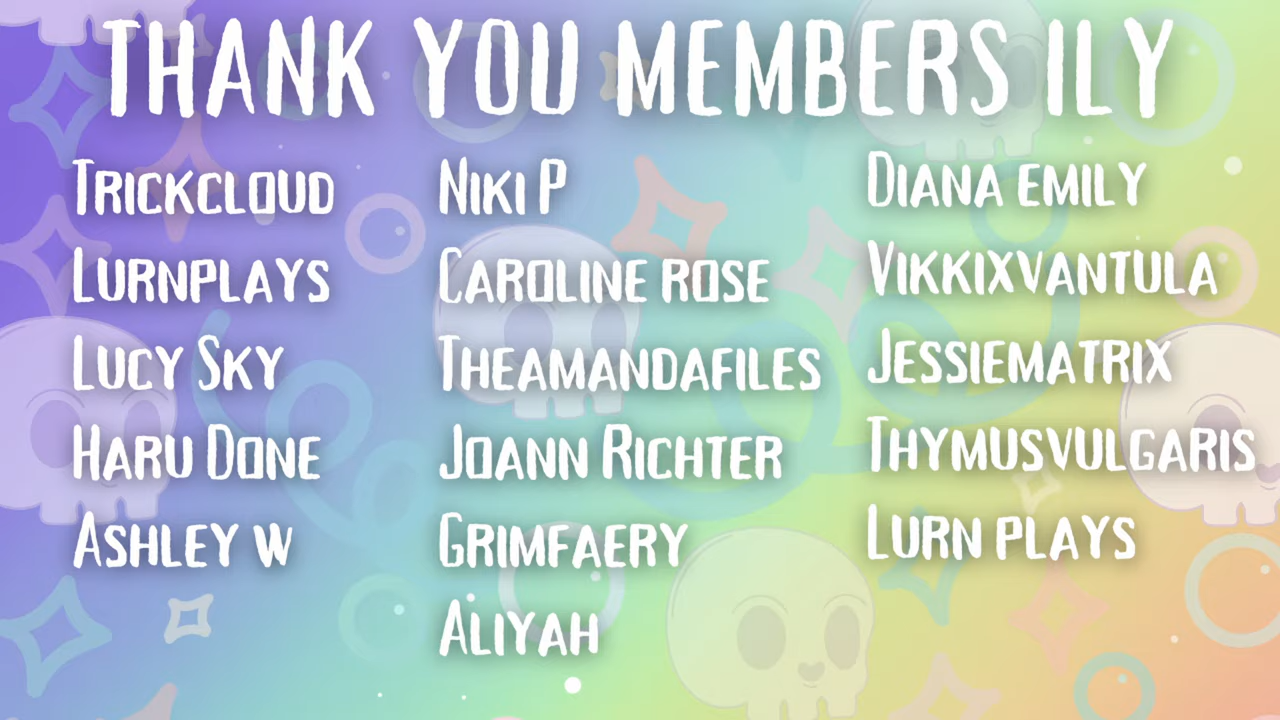 THANK YOU MEMBERS ILY
TRICKCLOUD
LURNPLAYS
LUCY SKY
HARU DONE
ASHLEY W
NIKI P
CAROLINE ROSE
THEAMANDAFILES
JOANN RICHTER
GRIMFAERY
ALIYAH
DIANA EMILY
VIKKIXVANTULA
JESSIEMATRIX
THYMUSVULGARIS
LURN PLAYS